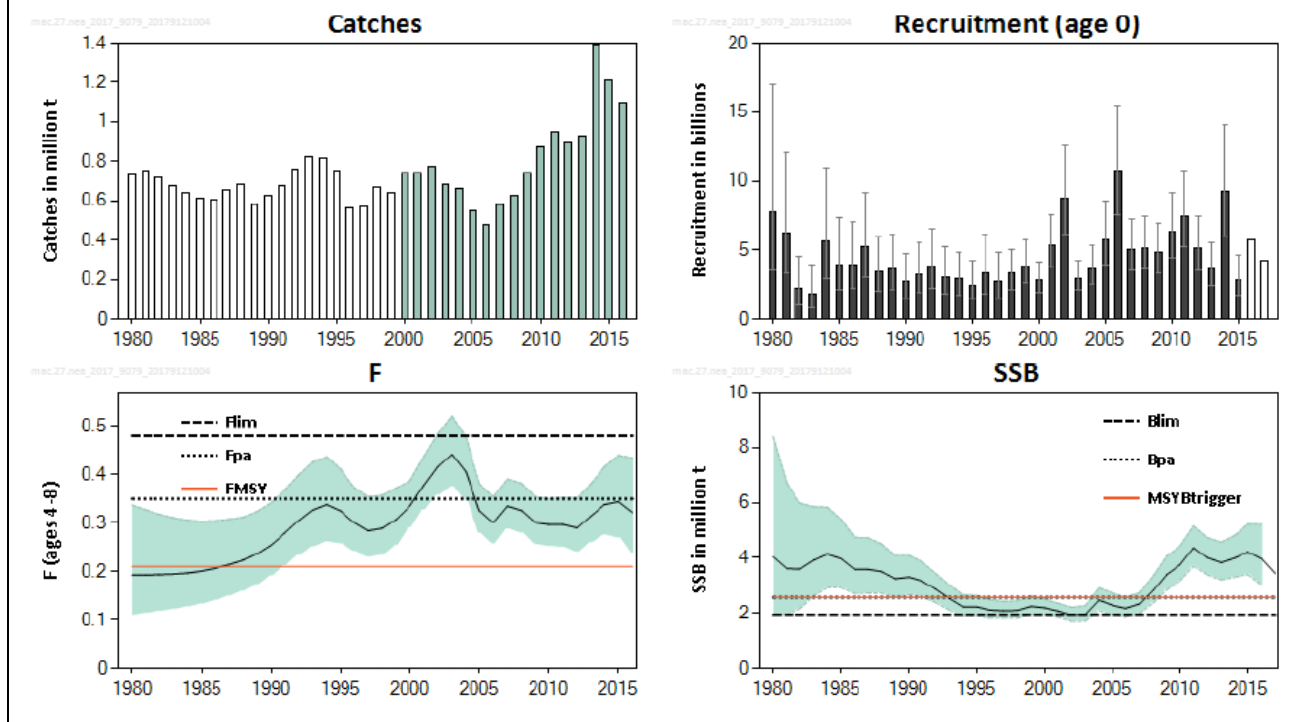 mac.27.nea_2017_9079_20179121004
Catches
Catches in million t
1.4
1.2
1
0.8
0.6
0.4
0.2
0
1980 1985 1990 1995 2000 2005 2010 2015
Recruitment (age 0)
Recruitment in billions
20
15
10
5
0
1980 1985 1990 1995 2000 2005 2010 2015
mac.27.nea_2017_9079_20179121004
F
F (ages 4-8)
0.5
0.4
0.3
0.2
0.1
0
Flim
Fpa
FMSY
1980 1985 1990 1995 2000 2005 2010 2015
mac.27.nea_2017_9079_20179121004
SSB
SSB in million t
10
8
6
4
2
0
Blim
Bpa
MSYBtrigger
1980 1985 1990 1995 2000 2005 2010 2015